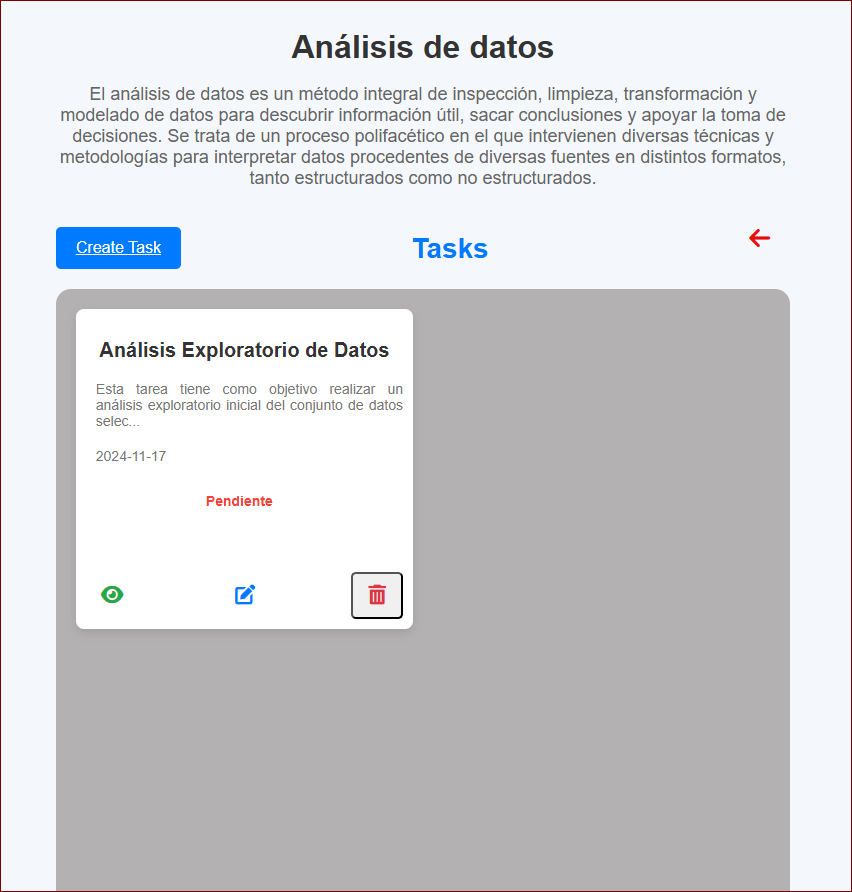 Análisis de datos
El análisis de datos es un método integral de inspección, limpieza, transformación y
modelado de datos para descubrir información útil, sacar conclusiones y apoyar la toma de
decisiones. Se trata de un proceso polifacético en el que intervienen diversas técnicas y
metodologías para interpretar datos procedentes de diversas fuentes en distintos formatos,
tanto estructurados como no estructurados.
Create Task
Tasks
Análisis Exploratorio de Datos
Esta tarea tiene como objetivo realizar un
análisis exploratorio inicial del conjunto de datos
selec...
2024-11-17
Pendiente